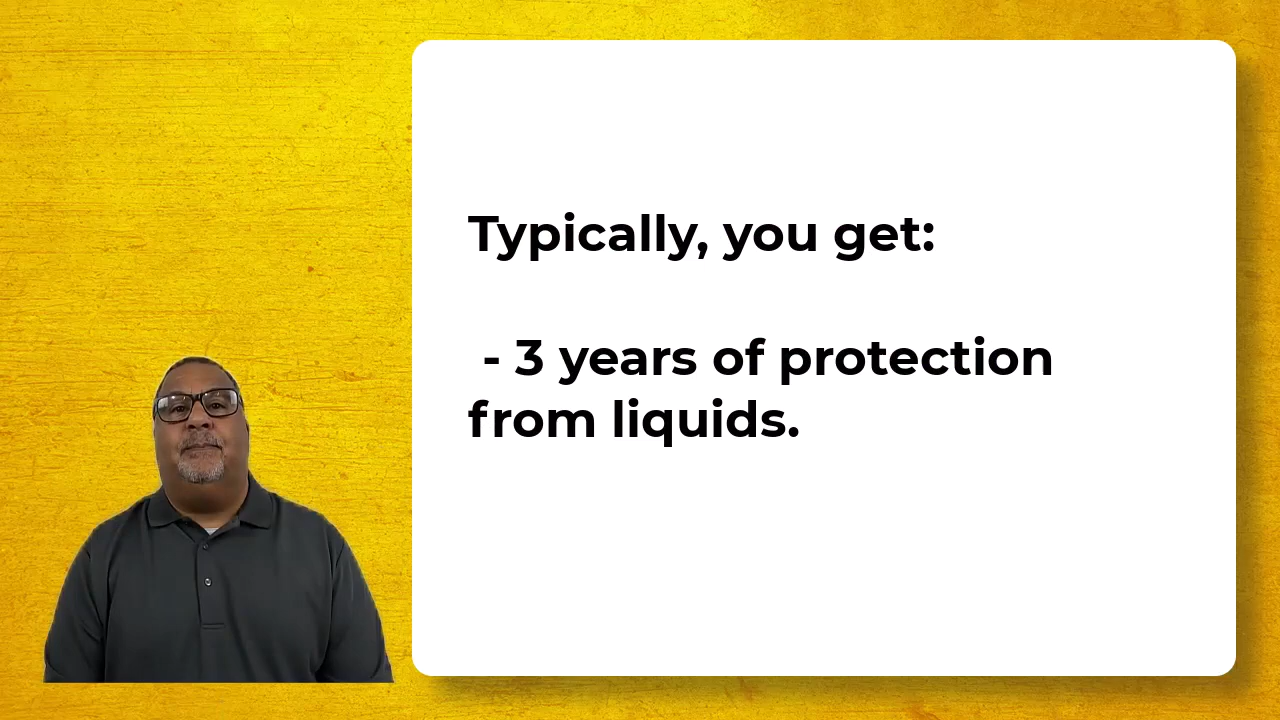 Typically, you get:
- 3 years of protection
from liquids.